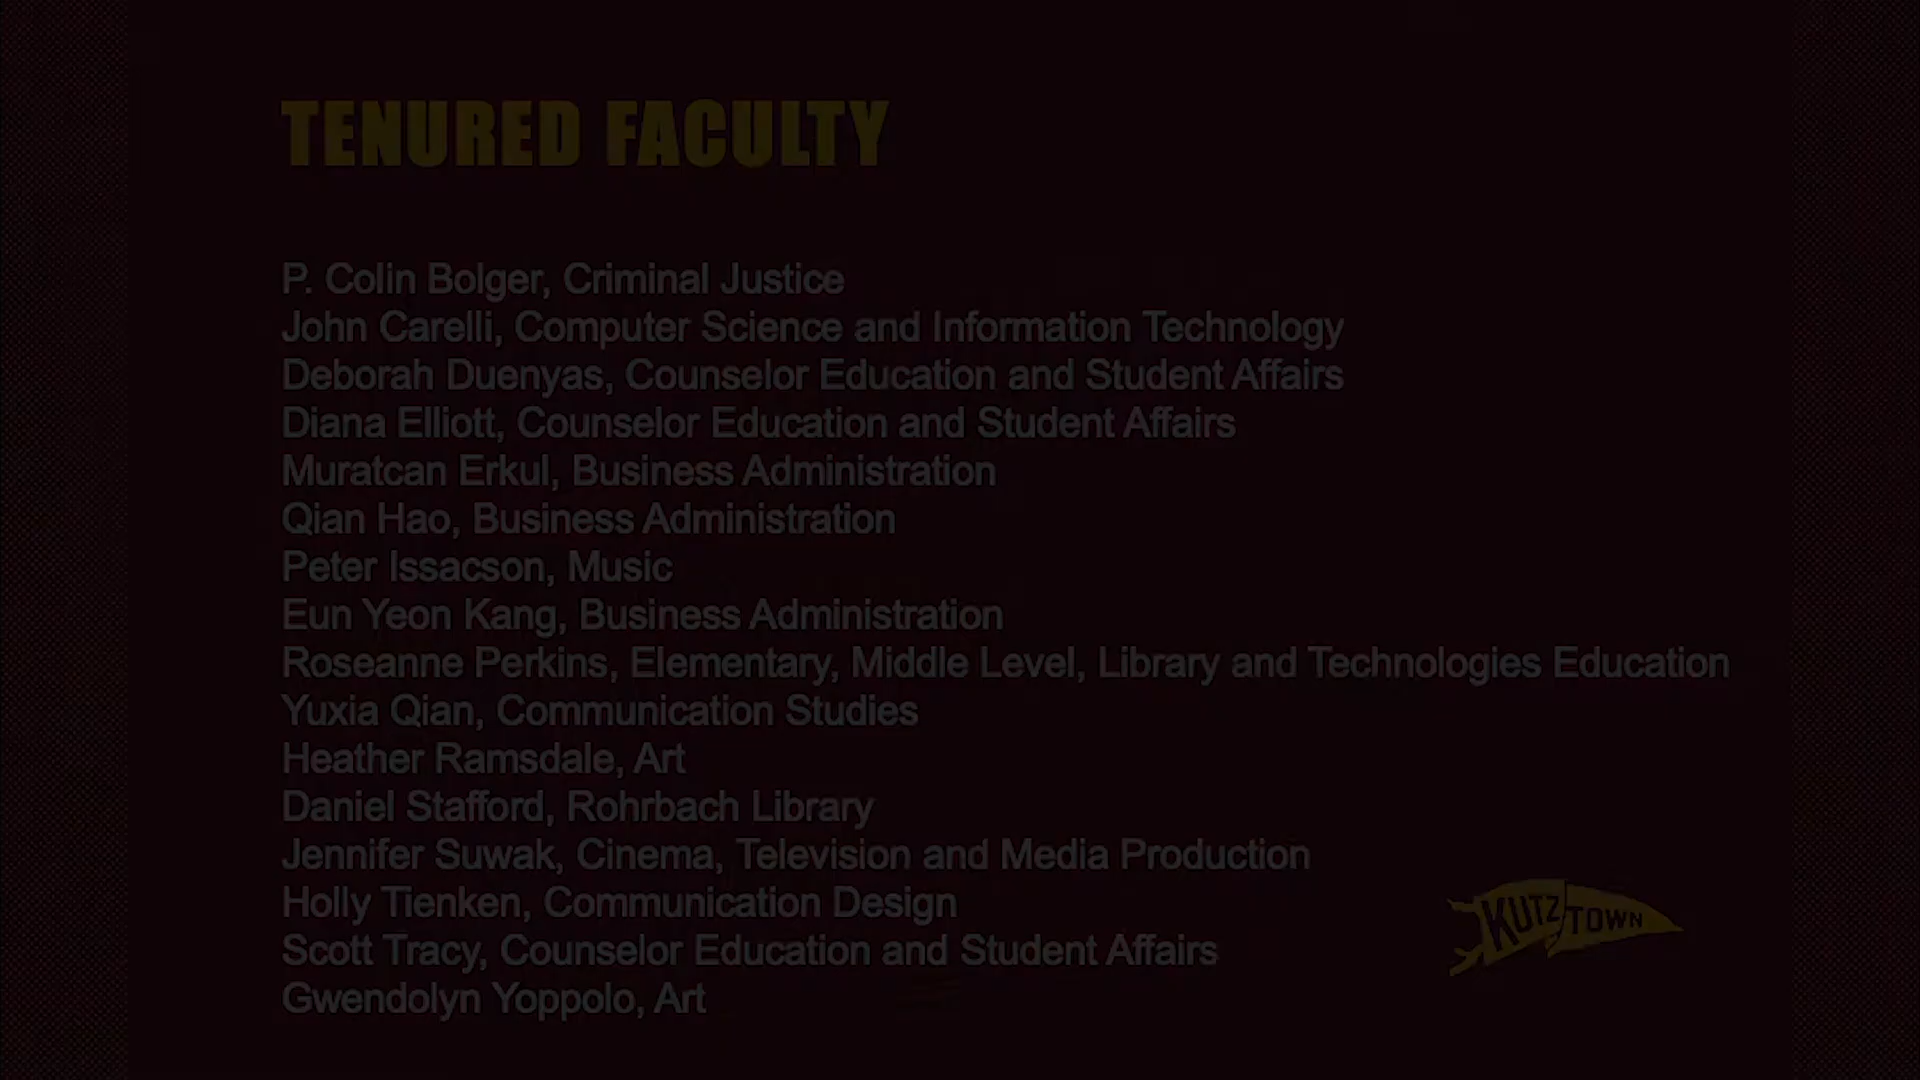 TENURED FACULTY
P. Colin Bolger, Criminal Justice
John Carelli, Computer Science and Information Technology
Deborah Duenyas, Counselor Education and Student Affairs
Diana Elliott, Counselor Education and Student Affairs
Muratcan Erkul, Business Administration
Qian Hao, Business Administration
Peter Issacson, Music
Eun Yeon Kang, Business Administration
Roseanne Perkins, Elementary, Middle Level, Library and Technologies Education
Yuxia Qian, Communication Studies
Heather Ramsdale, Art
Daniel Stafford, Rohrbach Library
Jennifer Suwak, Cinema, Television and Media Production
Holly Tienken, Communication Design
Scott Tracy, Counselor Education and Student Affairs
Gwendolyn Yoppolo, Art
KUTZTOWN